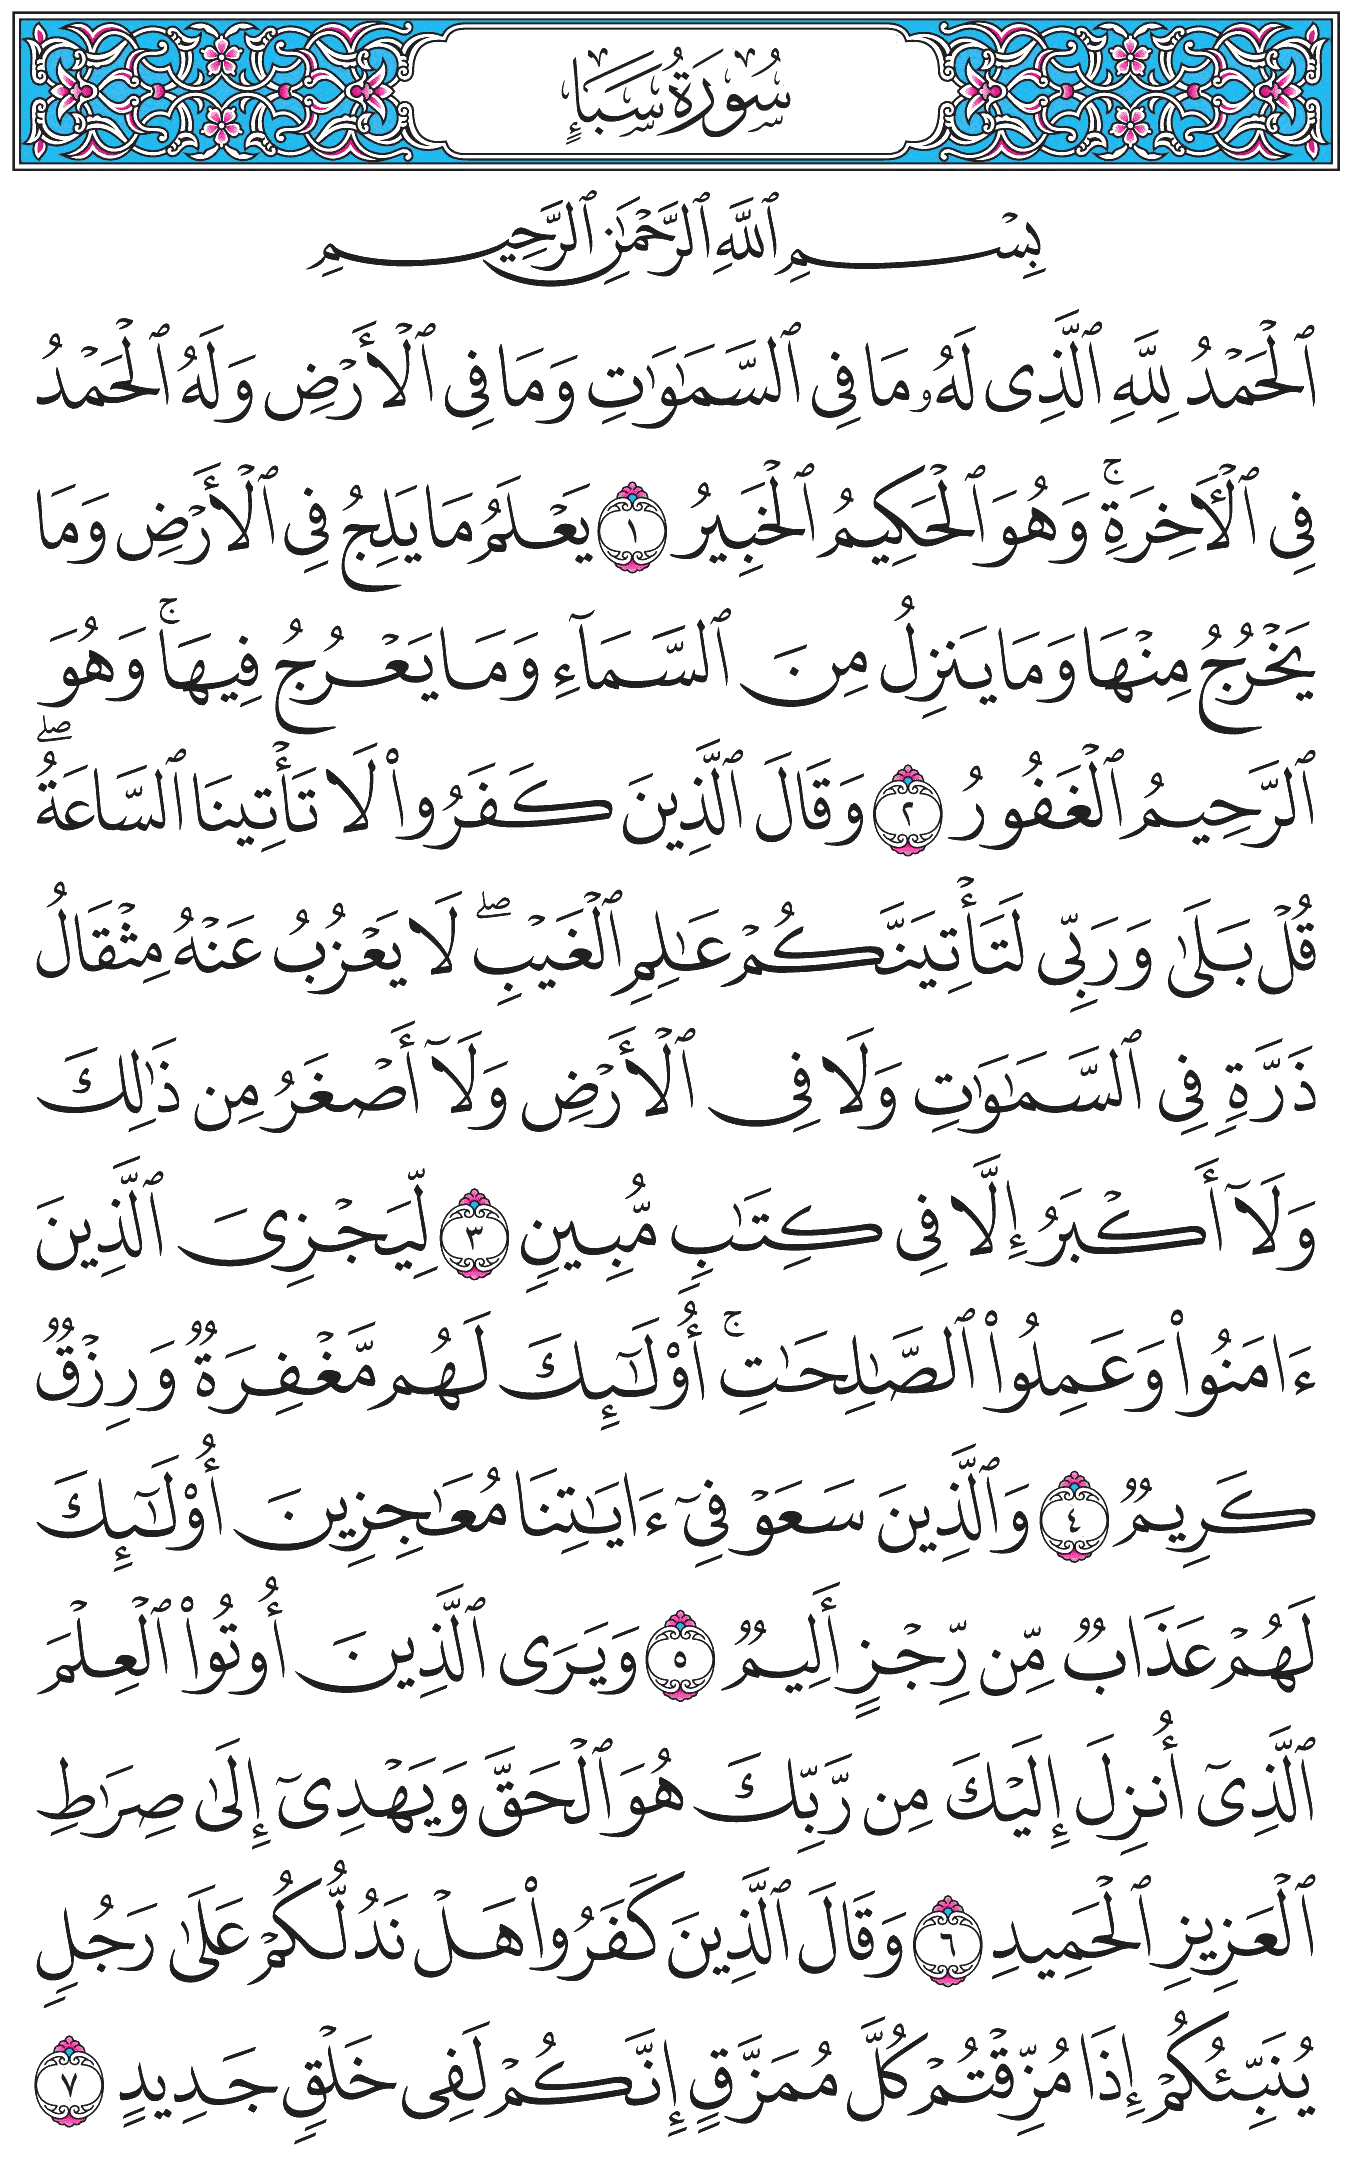 سُورَةُ سَبَإٍ
بِسْمِ ٱللَّهِ ٱلرَّحْمَٰنِ ٱلرَّحِيمِ
ٱلْحَمْدُ لِلَّهِ ٱلَّذِى لَهُۥ مَا فِى ٱلسَّمَٰوَٰتِ وَمَا فِى ٱلْأَرْضِ وَلَهُ ٱلْحَمْدُ
فِى ٱلْءَاخِرَةِ ۚ وَهُوَ ٱلْحَكِيمُ ٱلْخَبِيرُ ١ يَعْلَمُ مَا يَلِجُ فِى ٱلْأَرْضِ وَمَا
يَخْرُجُ مِنْهَا وَمَا يَنزِلُ مِنَ ٱلسَّمَآءِ وَمَا يَعْرُجُ فِيهَا ۚ وَهُوَ
ٱلرَّحِيمُ ٱلْغَفُورُ ٢ وَقَالَ ٱلَّذِينَ كَفَرُوا۟ لَا تَأْتِينَا ٱلسَّاعَةُ ۖ
قُلْ بَلَىٰ وَرَبِّى لَتَأْتِيَنَّكُمْ عَٰلِمِ ٱلْغَيْبِ ۖ لَا يَعْزُبُ عَنْهُ مِثْقَالُ
ذَرَّةٍ فِى ٱلسَّمَٰوَٰتِ وَلَا فِى ٱلْأَرْضِ وَلَآ أَصْغَرُ مِن ذَٰلِكَ
وَلَآ أَكْبَرُ إِلَّا فِى كِتَٰبٍ مُّبِينٍ ٣ لِّيَجْزِىَ ٱلَّذِينَ
ءَامَنُوا۟ وَعَمِلُوا۟ ٱلصَّٰلِحَٰتِ ۚ أُو۟لَٰٓئِكَ لَهُم مَّغْفِرَةٌ وَرِزْقٌ
كَرِيمٌ ٤ وَٱلَّذِينَ سَعَوْ فِىٓ ءَايَٰتِنَا مُعَٰجِزِينَ أُو۟لَٰٓئِكَ
لَهُمْ عَذَابٌ مِّن رِّجْزٍ أَلِيمٌ ٥ وَيَرَى ٱلَّذِينَ أُوتُوا۟ ٱلْعِلْمَ
ٱلَّذِىٓ أُنزِلَ إِلَيْكَ مِن رَّبِّكَ هُوَ ٱلْحَقَّ وَيَهْدِىٓ إِلَىٰ صِرَٰطِ
ٱلْعَزِيزِ ٱلْحَمِيدِ ٦ وَقَالَ ٱلَّذِينَ كَفَرُوا۟ هَلْ نَدُلُّكُمْ عَلَىٰ رَجُلٍ
يُنَبِّئُكُمْ إِذَا مُزِّقْتُمْ كُلَّ مُمَزَّقٍ إِنَّكُمْ لَفِى خَلْقٍ جَدِيدٍ ٧